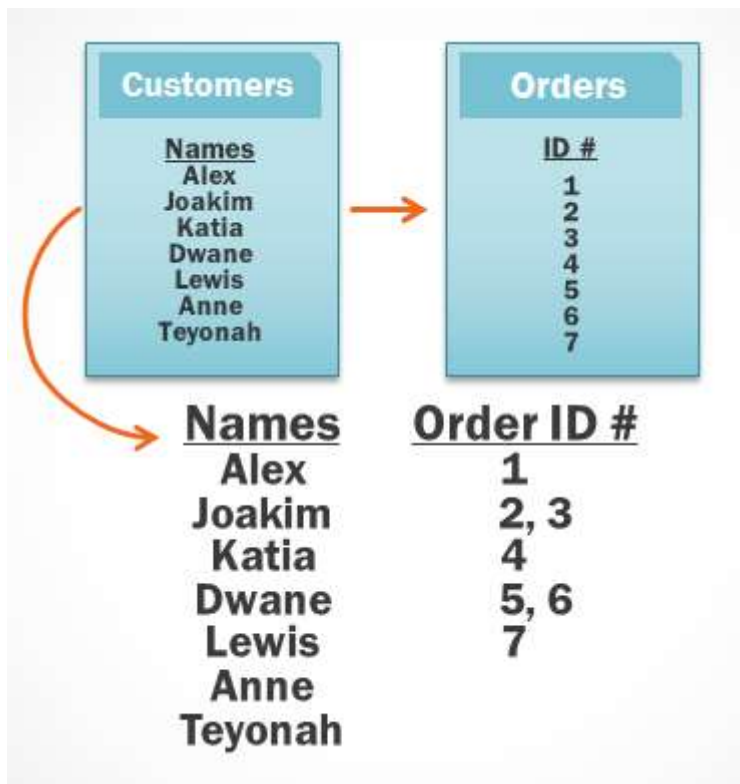 Customers
Names
Alex
Joakim
Katia
Dwane
Lewis
Anne
Teyonah
Orders
ID #
1
2
3
4
5
6
7
Names Order ID #
Alex 1
Joakim 2, 3
Katia 4
Dwane 5, 6
Lewis 7
Anne
Teyonah